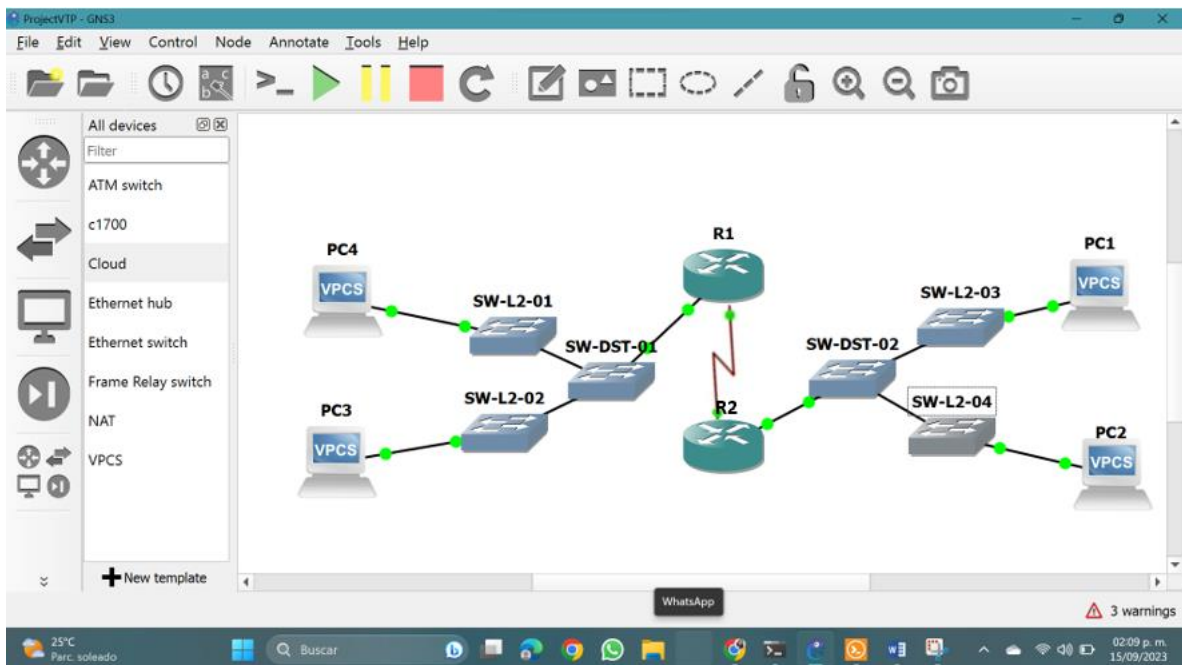 ProjectVTP - GNS3
File Edit View Control Node Annotate Tools Help
All devices
Filter
ATM switch
c1700
Cloud
Ethernet hub
Ethernet switch
Frame Relay switch
NAT
VPCS
New template
R1
PC4
PC1
VPCS
VPCS
SW-L2-01
SW-L2-03
SW-DST-01
SW-DST-02
SW-L2-02
SW-L2-04
PC3
R2
PC2
VPCS
VPCS
WhatsApp
3 warnings
25°C
Parc. soleado
Buscar
02:09 p. m.
15/09/2023